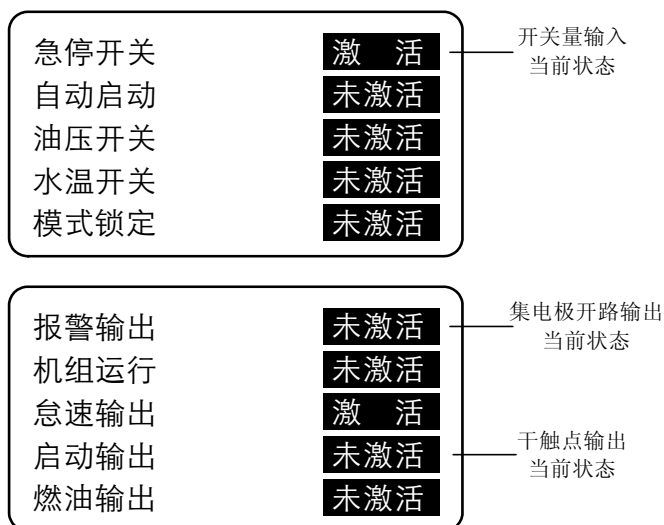 急停开关 激 活 开关量输入
当前状态
自动启动 未激活
油压开关 未激活
水温开关 未激活
模式锁定 未激活
报警输出 未激活 集电极开路输出
当前状态
机组运行 未激活
怠速输出 激 活
启动输出 未激活 干触点输出
当前状态
燃油输出 未激活